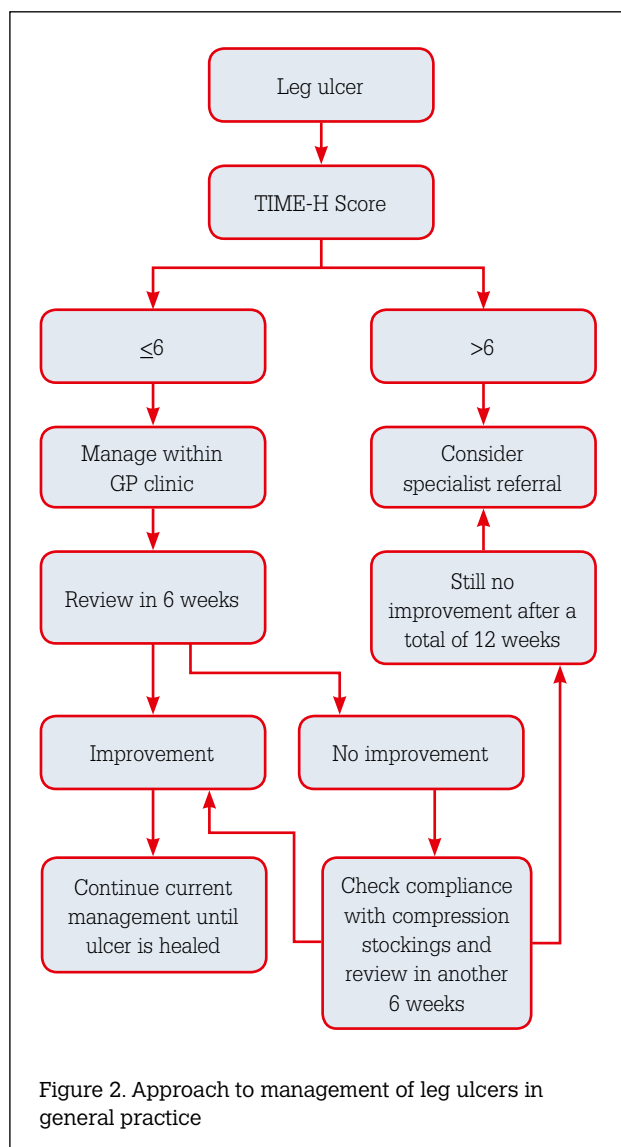 Leg ulcer
TIME-H Score
≤6
>6
Manage within
GP clinic
Consider
specialist referral
Review in 6 weeks
Still no
improvement after a
total of 12 weeks
Improvement
No improvement
Continue current
management until
ulcer is healed
Check compliance
with compression
stockings and
review in another
6 weeks
Figure 2. Approach to management of leg ulcers in
general practice